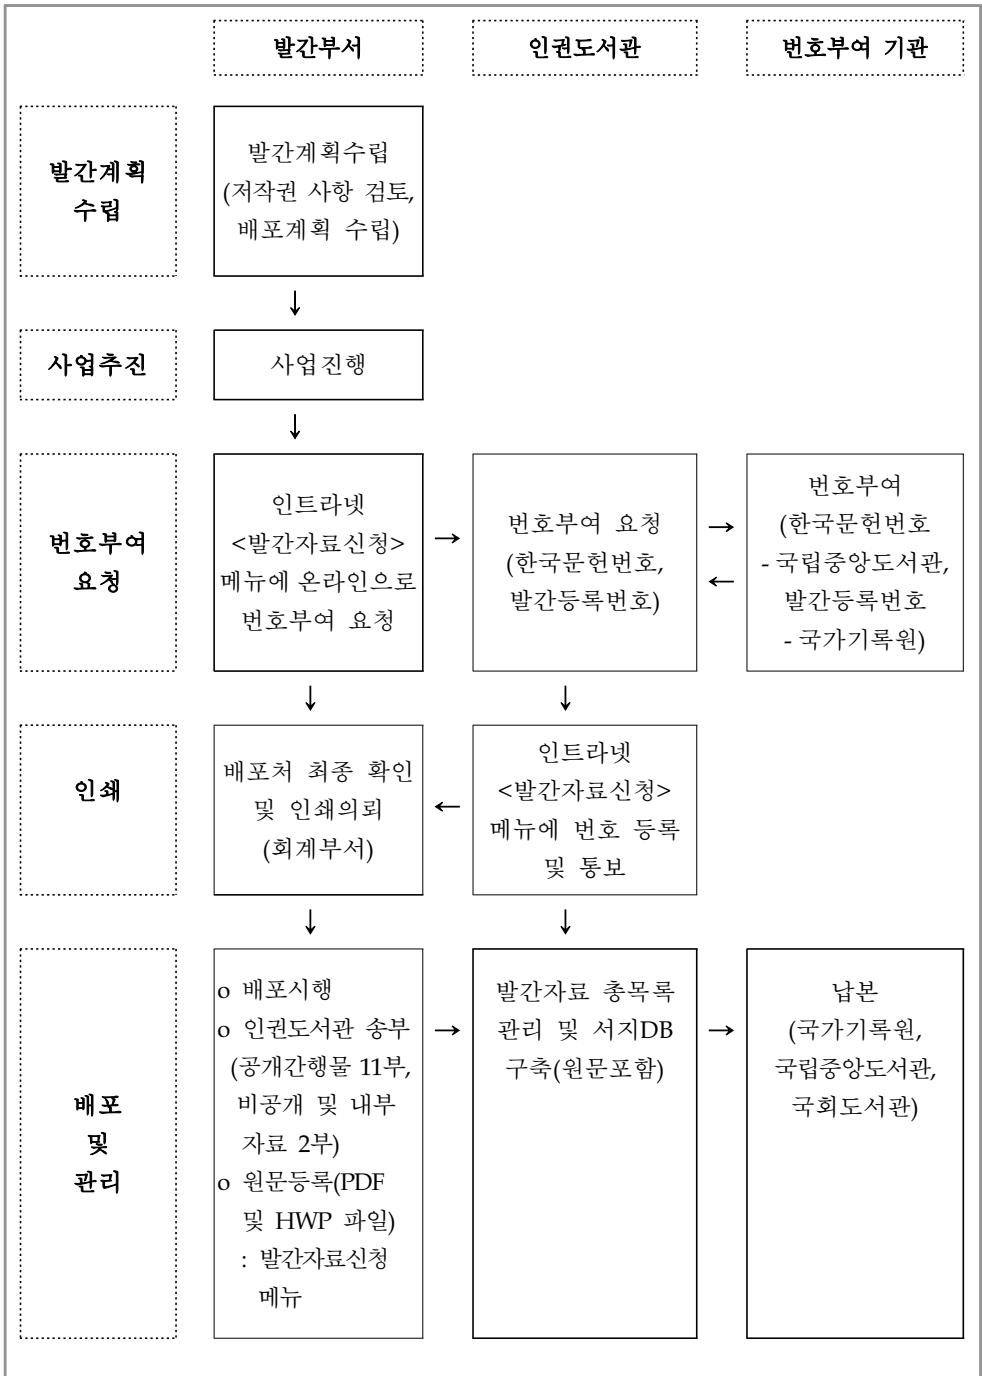 발간부서
인권도서관
번호부여 기관
발간계획
수립
발간계획수립
(저작권 사항 검토,
배포계획 수립)
↓
사업추진
사업진행
↓
번호부여
요청
인트라넷
<발간자료신청>
메뉴에 온라인으로
번호부여 요청
→
번호부여 요청
(한국문헌번호,
발간등록번호)
→
←
번호부여
(한국문헌번호
- 국립중앙도서관,
발간등록번호
- 국가기록원)
↓
↓
인쇄
배포처 최종 확인
및 인쇄의뢰
(회계부서)
←
인트라넷
<발간자료신청>
메뉴에 번호 등록
및 통보
↓
↓
배포
및
관리
o 배포시행
o 인권도서관 송부
(공개간행물 11부,
비공개 및 내부
자료 2부)
o 원문등록(PDF
및 HWP 파일)
: 발간자료신청
메뉴
→
발간자료 총목록
관리 및 서지DB
구축(원문포함)
→
납본
(국가기록원,
국립중앙도서관,
국회도서관)